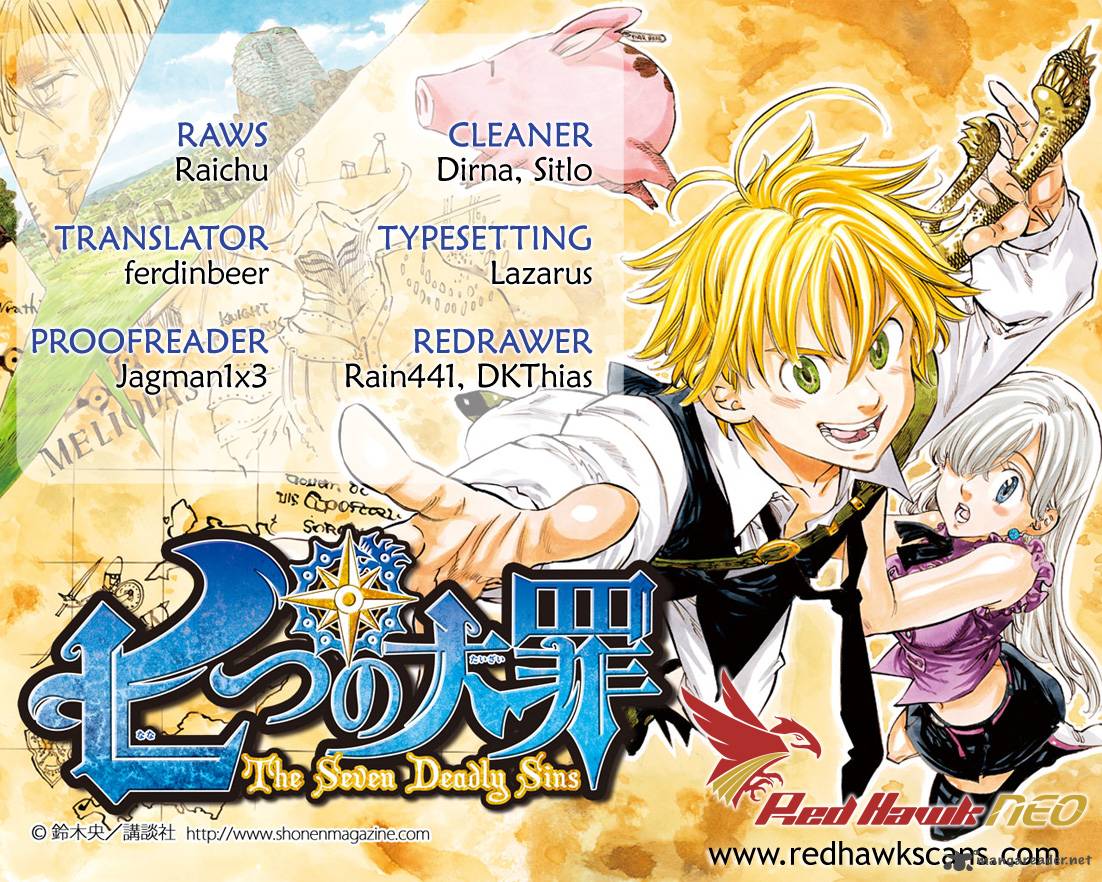 RAWS
Raichu
CLEANER
Dirna, Sitlo
TRANSLATOR
ferdinbeer
TYPESETTING
Lazarus
PROOFREADER
Jagman1x3
REDRAWER
Rain441, DKThias
Wrath
KNIGHT
MELIODAS
七つの大罪
なな
たいざい
The Seven Deadly Sins
Red Hawk NEO
© 鈴木央/講談社 http://www.shonenmagazine.com
www.redhawkscans.com
mangareader.net